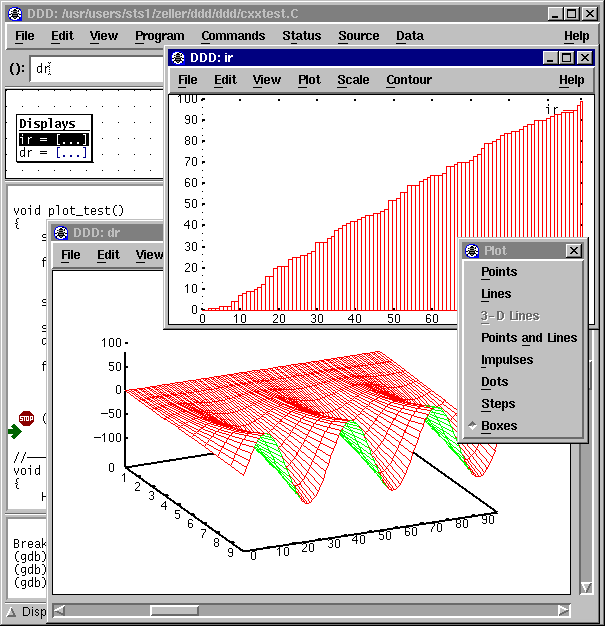 DDD: /usr/users/sts1/zeller/ddd/ddd/cxxtest.C
File Edit View Program Commands Status Source Data Help
(): dr
Displays
ir = [...]
dr = [...]
void plot_test()
{
s
f
s
s
d
f
STOP (
//
void
{
Break
(gdb)
(gdb)
(gdb)
Disp
DDD: ir
File Edit View Plot Scale Contour Help
ir
100
90
80
70
60
50
40
30
20
10
0
0 10 20 30 40 50 60
DDD: dr
File Edit View
100
50
0
−50
−100
0
1
2
3
4
5
6
7
8
9
0 10 20 30 40 50 60 70 80 90
Plot
Points
Lines
3-D Lines
Points and Lines
Impulses
Dots
Steps
Boxes